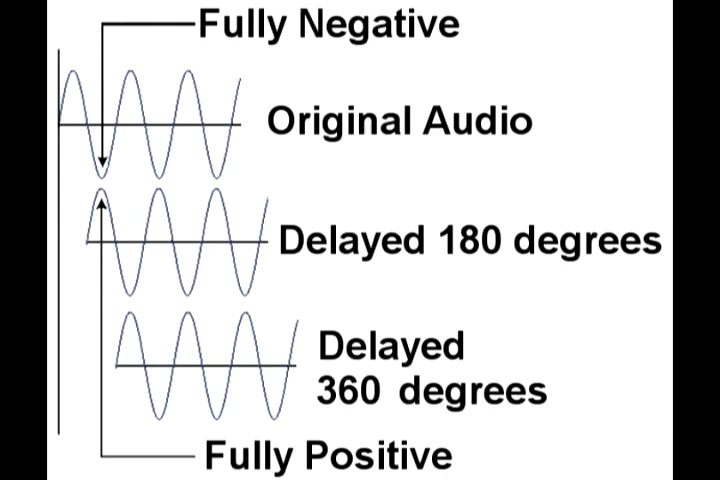 Fully Negative
Original Audio
Delayed 180 degrees
Delayed
360 degrees
Fully Positive